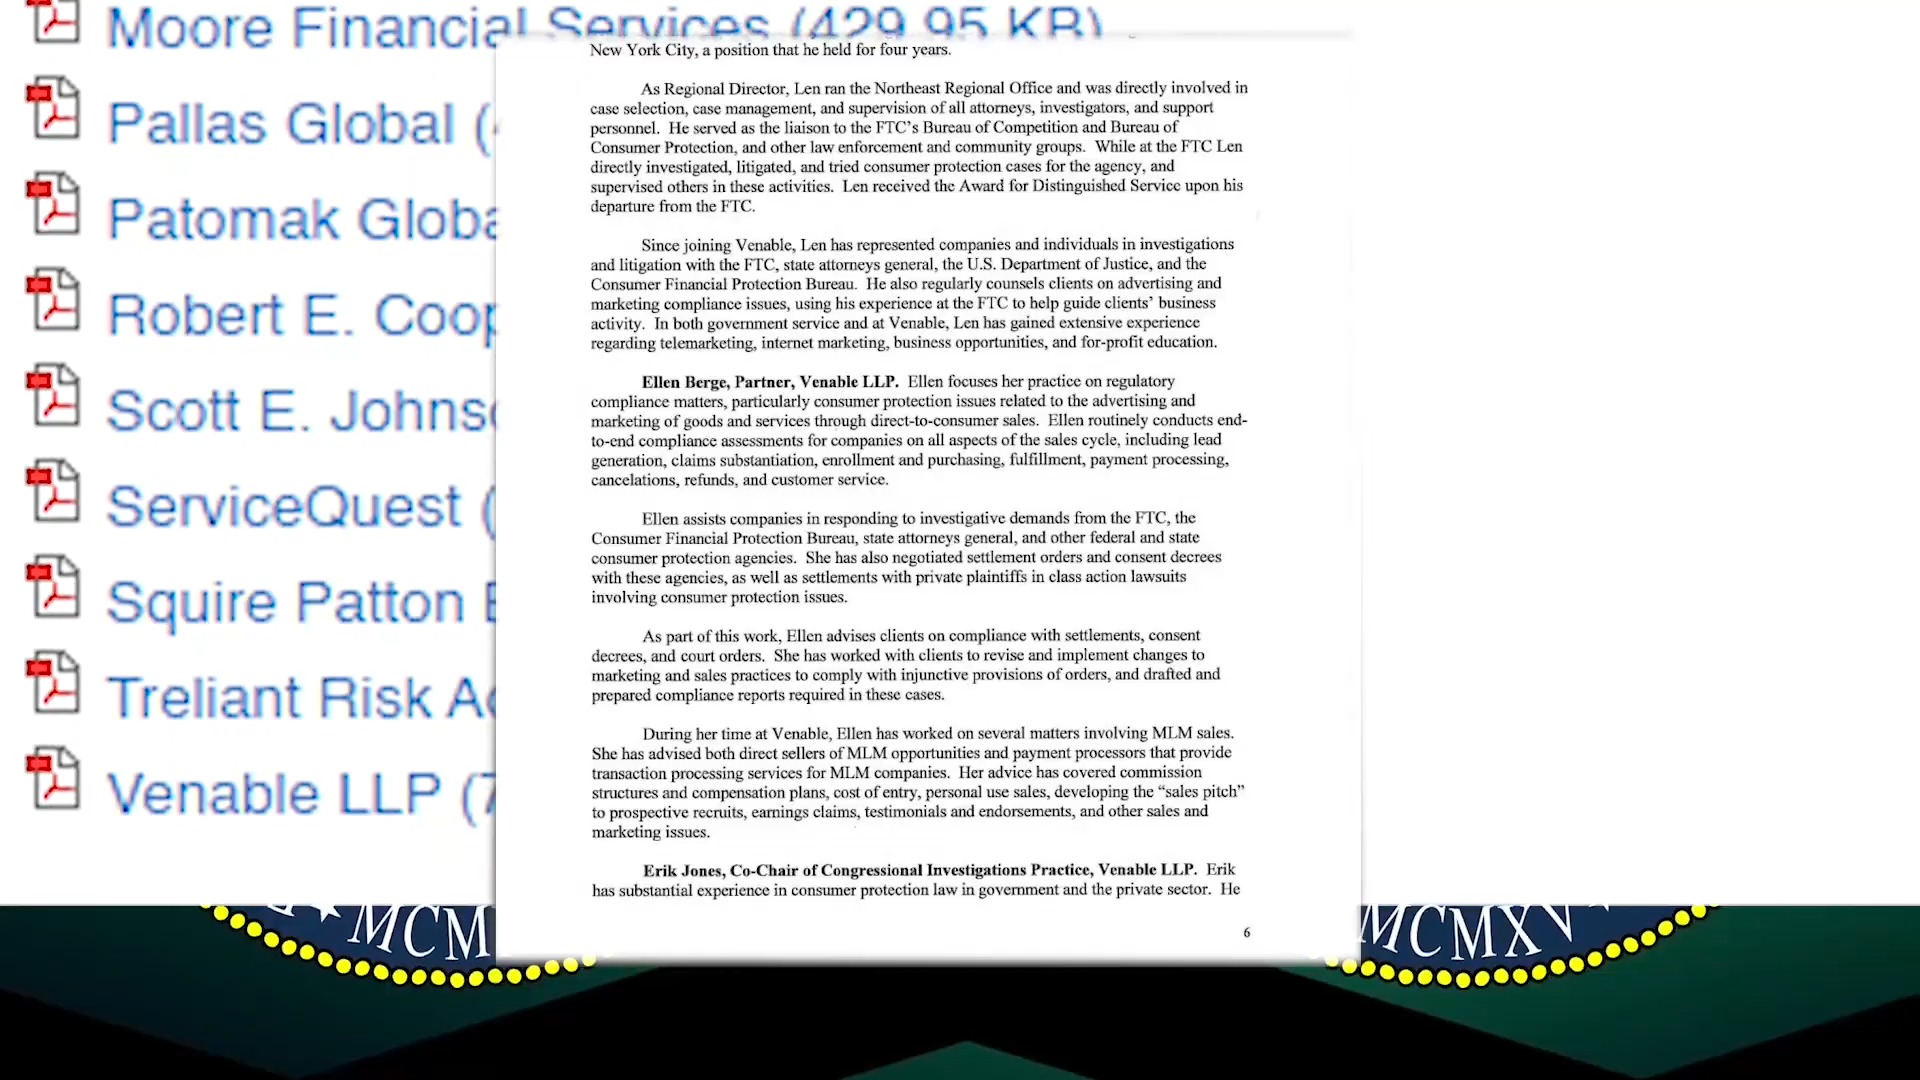 Moore Financial Services (429.95 KB)
Pallas Global (
Patomak Globa
Robert E. Coop
Scott E. Johnso
ServiceQuest (
Squire Patton B
Treliant Risk Ad
Venable LLP (7
New York City, a position that he held for four years.
As Regional Director, Len ran the Northeast Regional Office and was directly involved in
case selection, case management, and supervision of all attorneys, investigators, and support
personnel. He served as the liaison to the FTC's Bureau of Competition and Bureau of
Consumer Protection, and other law enforcement and community groups. While at the FTC Len
directly investigated, litigated, and tried consumer protection cases for the agency, and
supervised others in these activities. Len received the Award for Distinguished Service upon his
departure from the FTC.
Since joining Venable, Len has represented companies and individuals in investigations
and litigation with the FTC, state attorneys general, the U.S. Department of Justice, and the
Consumer Financial Protection Bureau. He also regularly counsels clients on advertising and
marketing compliance issues, using his experience at the FTC to help guide clients' business
activity. In both government service and at Venable, Len has gained extensive experience
regarding telemarketing, internet marketing, business opportunities, and for-profit education.
Ellen Berge, Partner, Venable LLP. Ellen focuses her practice on regulatory
compliance matters, particularly consumer protection issues related to the advertising and
marketing of goods and services through direct-to-consumer sales. Ellen routinely conducts end-
to-end compliance assessments for companies on all aspects of the sales cycle, including lead
generation, claims substantiation, enrollment and purchasing, fulfillment, payment processing,
cancelations, refunds, and customer service.
Ellen assists companies in responding to investigative demands from the FTC, the
Consumer Financial Protection Bureau, state attorneys general, and other federal and state
consumer protection agencies. She has also negotiated settlement orders and consent decrees
with these agencies, as well as settlements with private plaintiffs in class action lawsuits
involving consumer protection issues.
As part of this work, Ellen advises clients on compliance with settlements, consent
decrees, and court orders. She has worked with clients to revise and implement changes to
marketing and sales practices to comply with injunctive provisions of orders, and drafted and
prepared compliance reports required in these cases.
During her time at Venable, Ellen has worked on several matters involving MLM sales.
She has advised both direct sellers of MLM opportunities and payment processors that provide
transaction processing services for MLM companies. Her advice has covered commission
structures and compensation plans, cost of entry, personal use sales, developing the “sales pitch”
to prospective recruits, earnings claims, testimonials and endorsements, and other sales and
marketing issues.
Erik Jones, Co-Chair of Congressional Investigations Practice, Venable LLP. Erik
has substantial experience in consumer protection law in government and the private sector. He
6
MCM
MCMXV